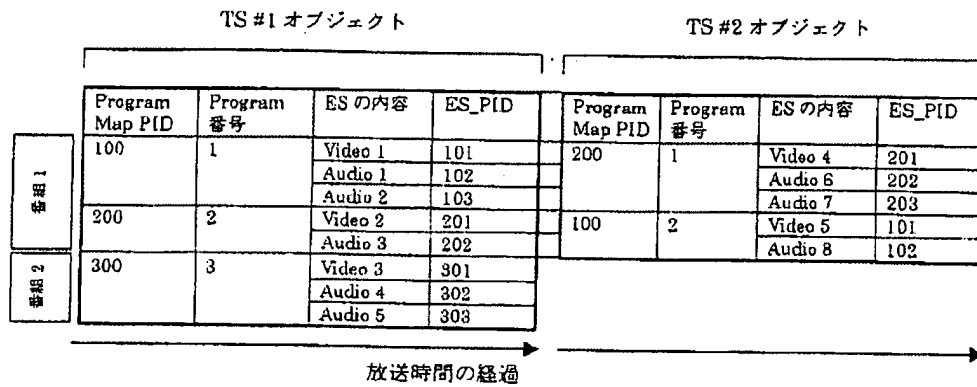 TS #1 オブジェクト
TS #2 オブジェクト
Program Map PID
Program 番号
ES の内容
ES_PID
番組 1
100
1
Video 1
101
Audio 1
102
Audio 2
103
200
2
Video 2
201
Audio 3
202
番組 2
300
3
Video 3
301
Audio 4
302
Audio 5
303
Program Map PID
Program 番号
ES の内容
ES_PID
200
1
Video 4
201
Audio 6
202
Audio 7
203
100
2
Video 5
101
Audio 8
102
放送時間の経過